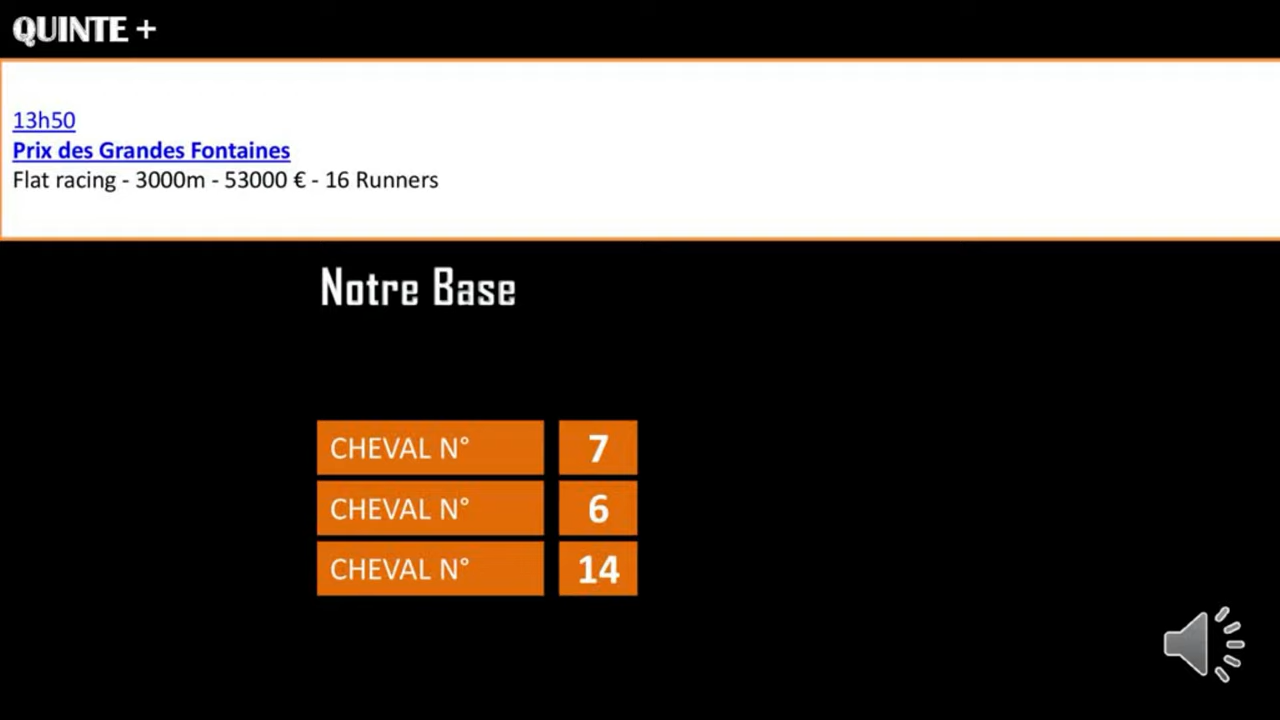 QUINTE +
13h50
Prix des Grandes Fontaines
Flat racing - 3000m - 53000 € - 16 Runners
Notre Base
CHEVAL N° 7
CHEVAL N° 6
CHEVAL N° 14